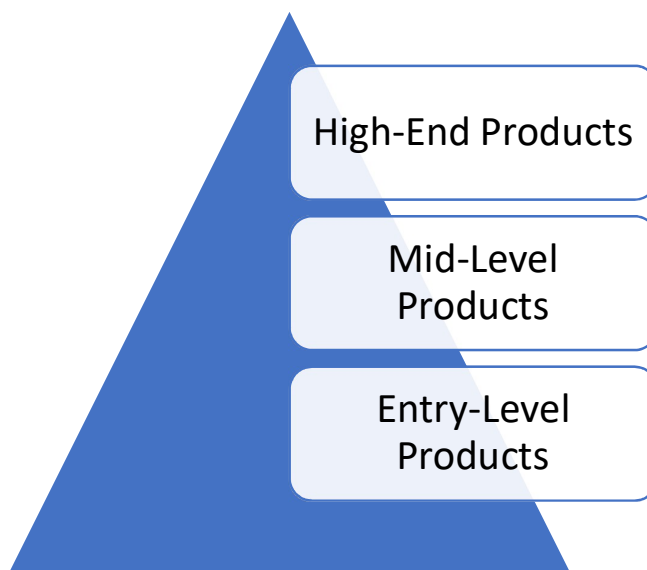 High-End Products
Mid-Level
Products
Entry-Level
Products